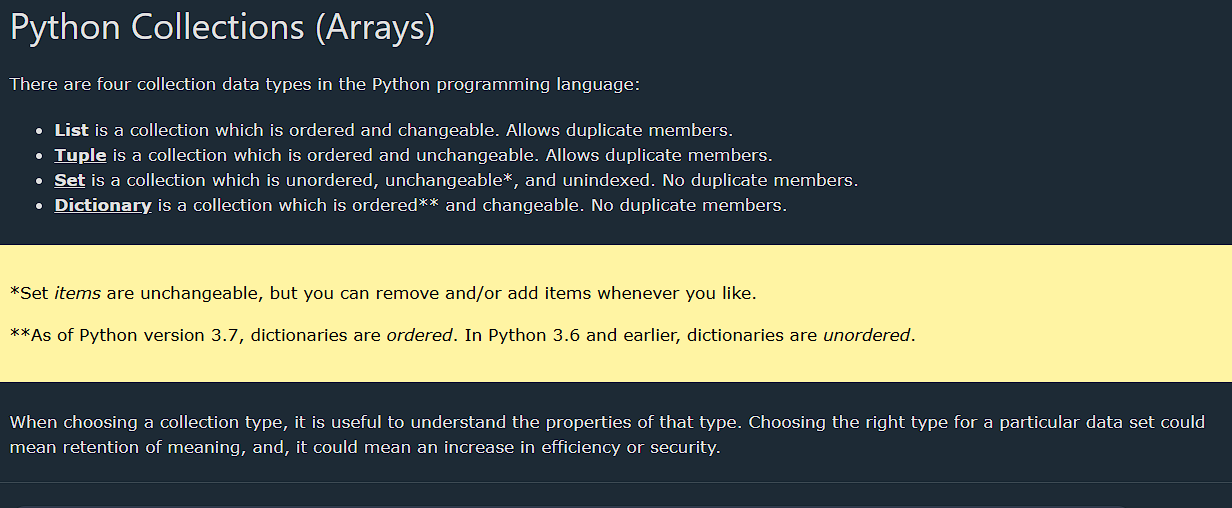 Python Collections (Arrays)
There are four collection data types in the Python programming language:
• List is a collection which is ordered and changeable. Allows duplicate members.
• Tuple is a collection which is ordered and unchangeable. Allows duplicate members.
• Set is a collection which is unordered, unchangeable*, and unindexed. No duplicate members.
• Dictionary is a collection which is ordered** and changeable. No duplicate members.
*Set items are unchangeable, but you can remove and/or add items whenever you like.
**As of Python version 3.7, dictionaries are ordered. In Python 3.6 and earlier, dictionaries are unordered.
When choosing a collection type, it is useful to understand the properties of that type. Choosing the right type for a particular data set could
mean retention of meaning, and, it could mean an increase in efficiency or security.